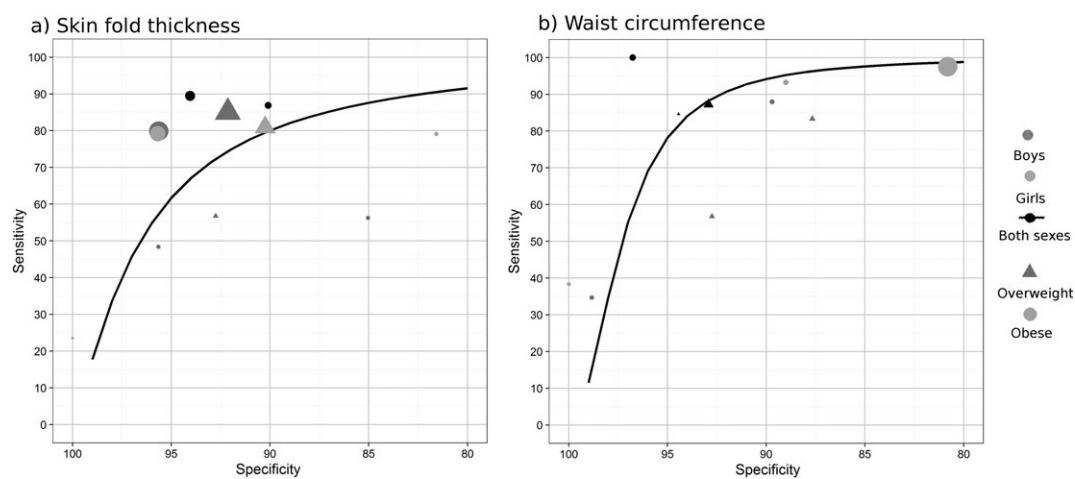 a) Skin fold thickness
100
90
80
70
60
50
40
30
20
10
0
Sensitivity
100 95 90 85 80
Specificity
b) Waist circumference
100
90
80
70
60
50
40
30
20
10
0
Sensitivity
100 95 90 85 80
Specificity
Boys
Girls
Both sexes
Overweight
Obese